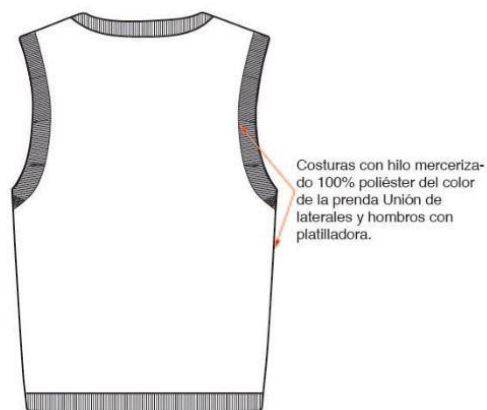 Costuras con hilo merceriza-
do 100% poliéster del color
de la prenda Unión de
laterales y hombros con
platilladora.